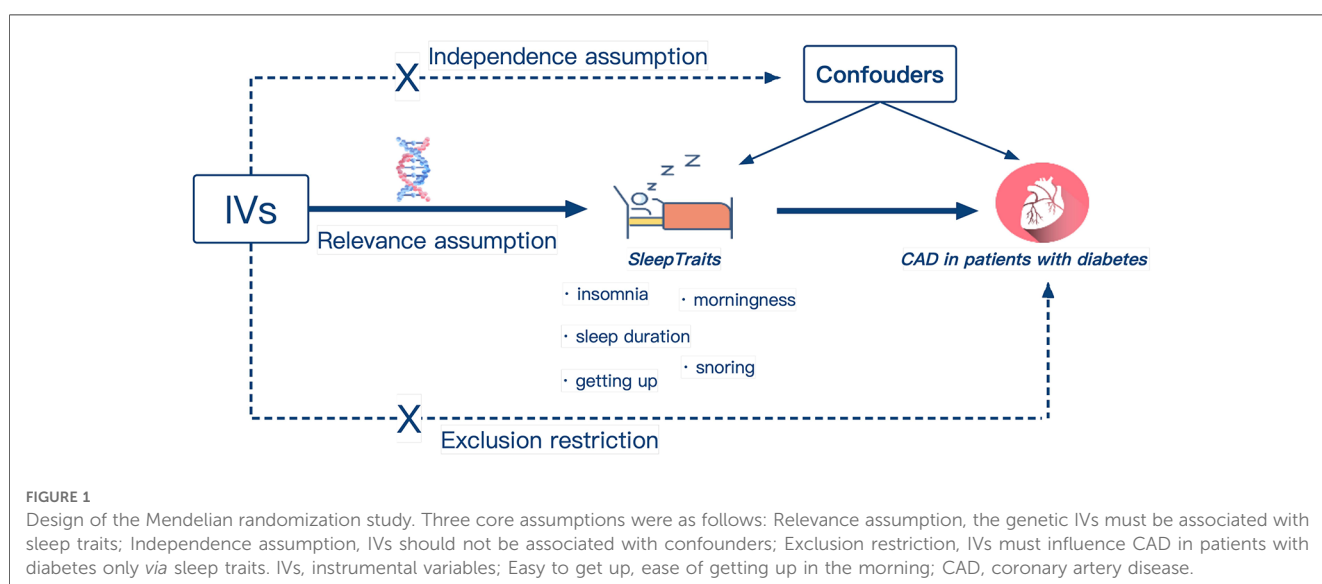 Independence assumption
Confouders
z z Z N
IVs
Relevance assumption
SleepTraits
CAD in patients with diabetes
· insomnia
· morningness
· sleep duration
· snoring
· getting up
X
X
Exclusion restriction
FIGURE 1
Design of the Mendelian randomization study. Three core assumptions were as follows: Relevance assumption, the genetic IVs must be associated with
sleep traits; Independence assumption, IVs should not be associated with confounders; Exclusion restriction, IVs must influence CAD in patients with
diabetes only via sleep traits. IVs, instrumental variables; Easy to get up, ease of getting up in the morning; CAD, coronary artery disease.